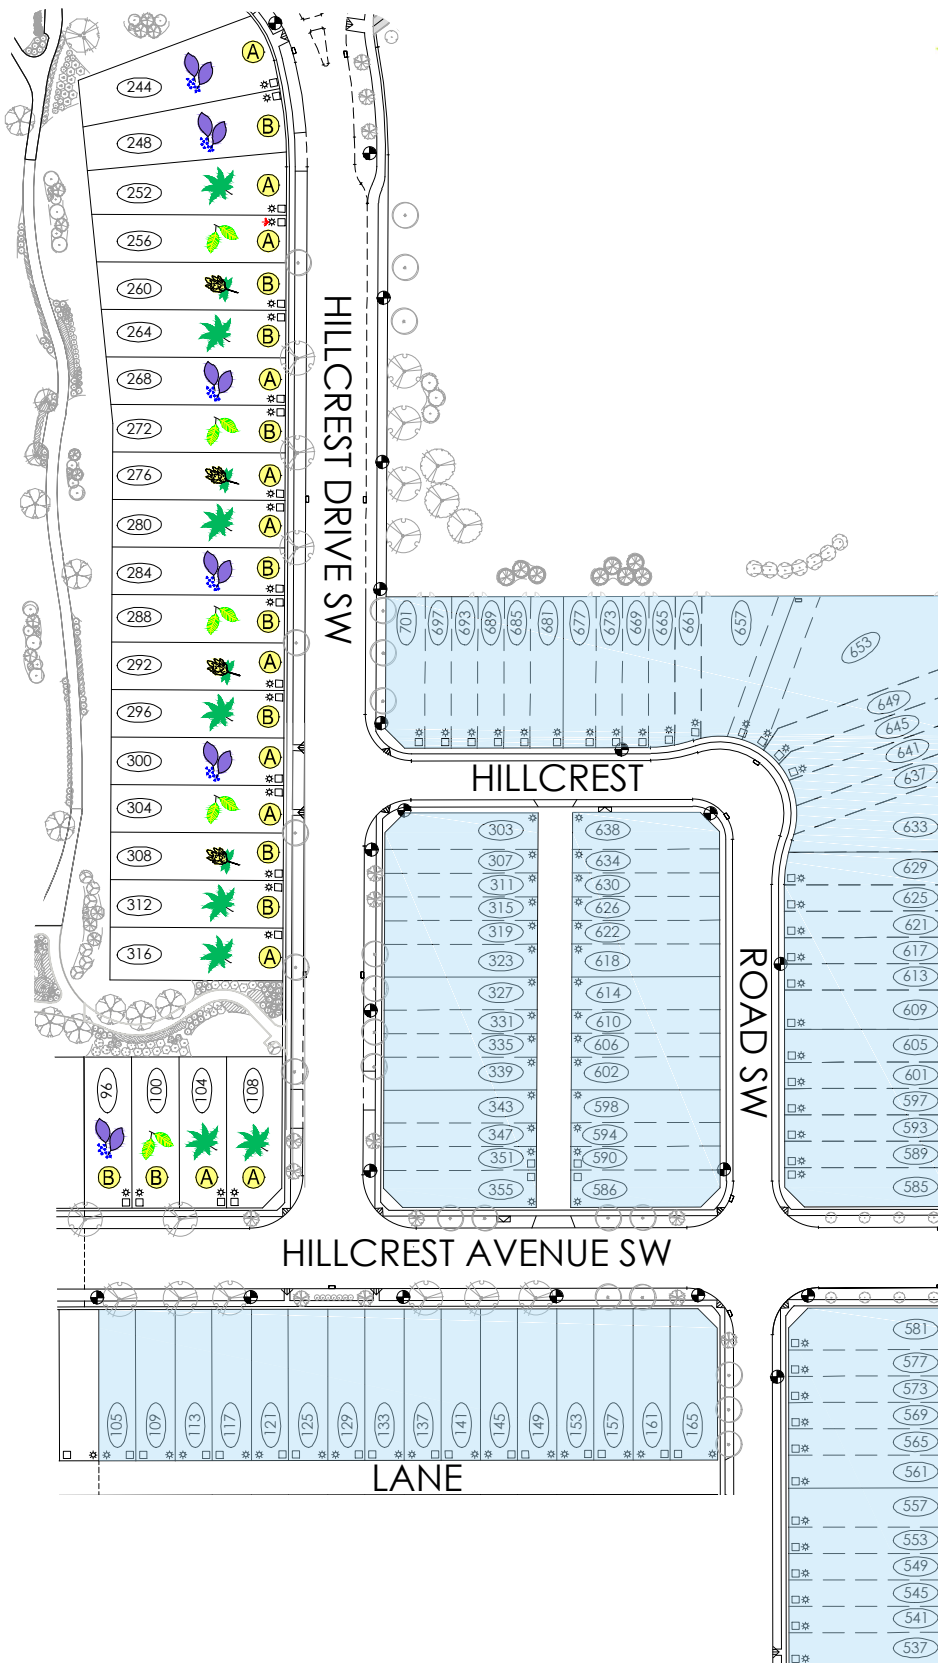 244 A
248 B
252 A
256 A
260 B
264 B
268 A
272 B
276 A
280 A
284 B
288 B
292 A
296 B
300 A
304 A
308 B
312 B
316 A
HILLCREST DRIVE SW
701 697 693 689 685 681 677 673 669 665 661 657
653
649
645
641
637
633
HILLCREST
ROAD SW
303 638
307 634
311 630
315 626
319 622
323 618
327 614
331 610
335 606
339 602
343 598
347 594
351 590
355 586
629
625
621
617
613
609
605
601
597
593
589
585
96 100 104 108
B B A A
HILLCREST AVENUE SW
105 109 113 117 121 125 129 133 137 141 145 149 153 157 161 165
LANE
581
577
573
569
565
561
557
553
549
545
541
537